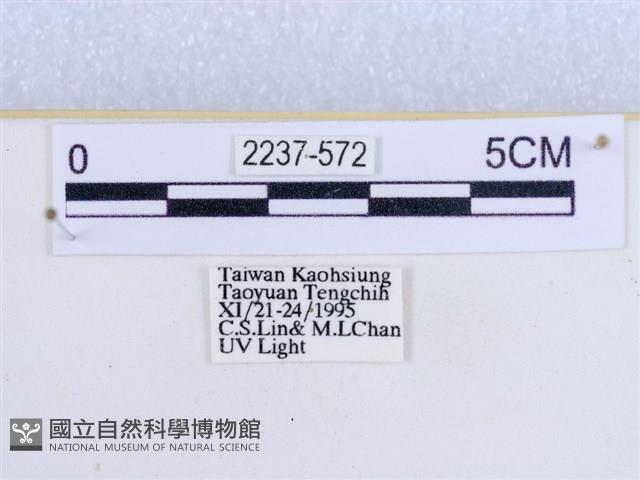 0 2237-572 5CM
Taiwan Kaohsiung
Taoyuan Tengchih
XI/21-24/1995
C.S.Lin& M.LChan
UV Light
國立自然科學博物館
NATIONAL MUSEUM OF NATURAL SCIENCE